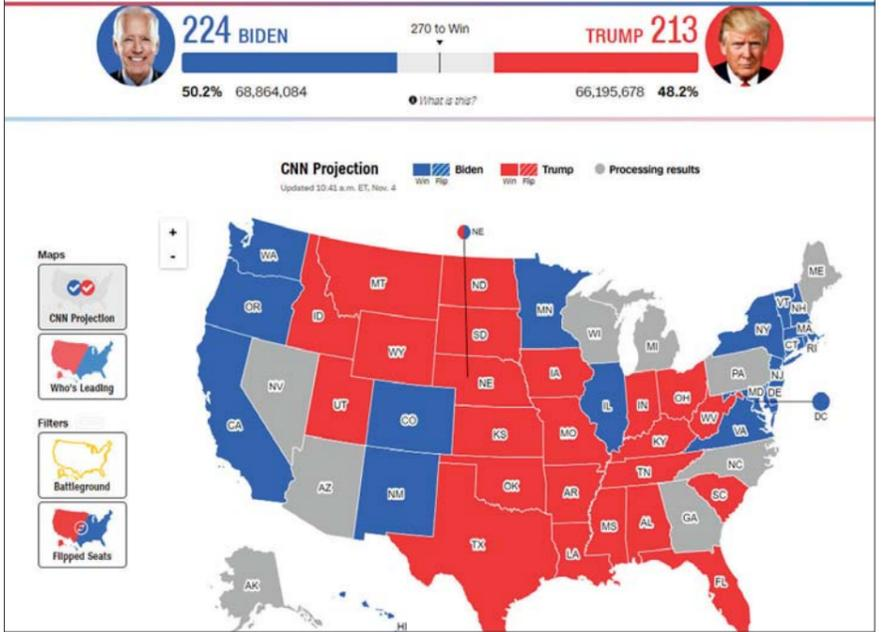 224 BIDEN
270 to Win
TRUMP 213
50.2% 68,864,084
What is this?
66,195,678 48.2%
CNN Projection
Updated 10:41 a.m. ET, Nov. 4
Win Flip Biden
Win Flip Trump
Processing results
+
-
Maps
CNN Projection
Who's Leading
Filters
Battleground
Flipped Seats
NE
WA
MT
ND
ME
OR
ID
MN
VT
NH
SD
WI
NY
MA
WY
MI
CT
RI
NV
NE
IA
PA
NJ
UT
CO
IL
IN
OH
MD
DE
CA
WV
DC
KS
MO
KY
VA
AZ
NM
OK
AR
TN
NC
SC
MS
AL
GA
TX
LA
AK
FL
HI